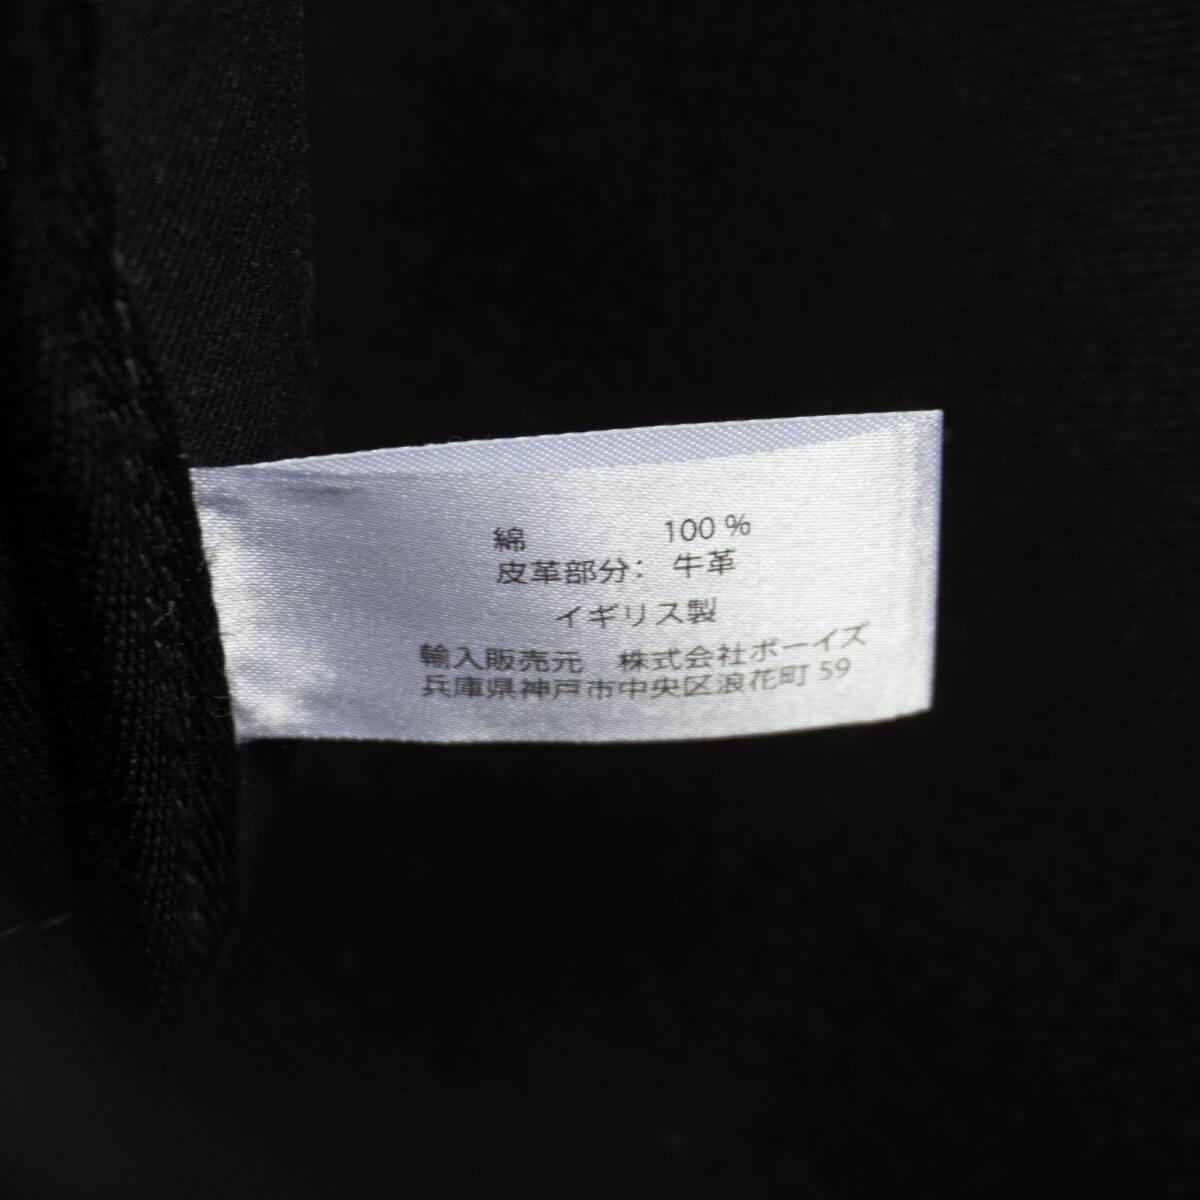 綿 100 %
皮革部分： 牛革
イギリス製
輸入販売元 株式会社ボーイズ
兵庫県神戸市中央区浪花町 59